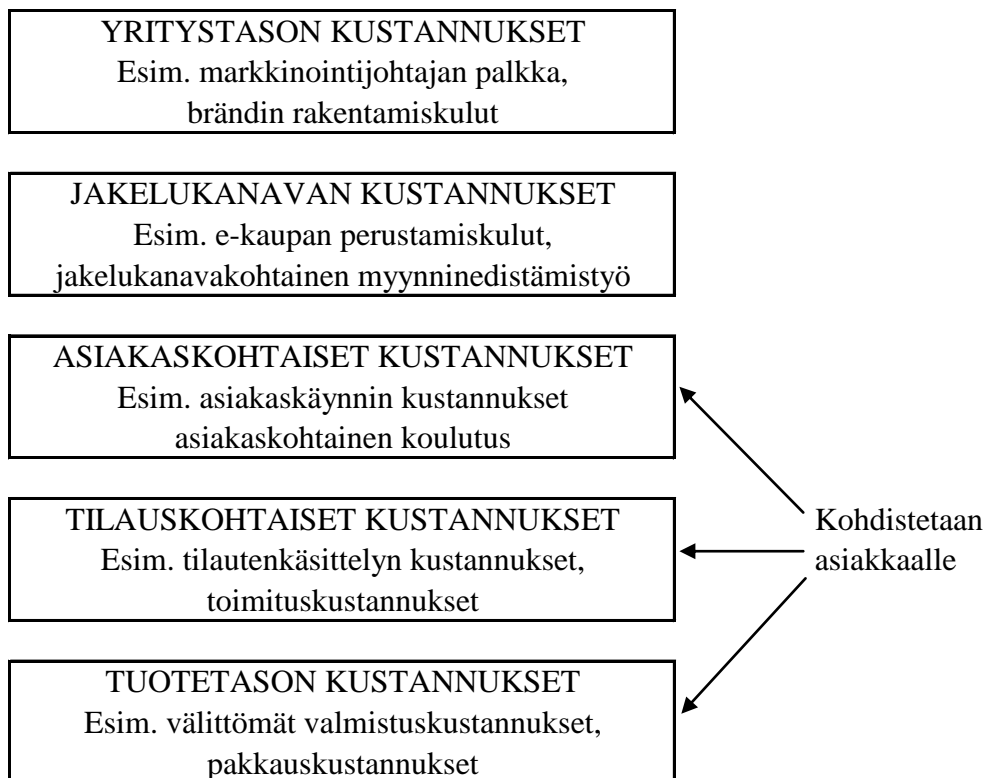 YRITYSTASON KUSTANNUKSET
Esim. markkinointijohtajan palkka,
brändin rakentamiskulut
JAKELUKANAVAN KUSTANNUKSET
Esim. e-kaupan perustamiskulut,
jakelukanavakohtainen myynninedistämistyö
ASIAKASKOHTAISET KUSTANNUKSET
Esim. asiakaskäynnin kustannukset
asiakaskohtainen koulutus
TILAUSKOHTAISET KUSTANNUKSET
Esim. tilautenkäsittelyn kustannukset,
toimituskustannukset
TUOTETASON KUSTANNUKSET
Esim. välittömät valmistuskustannukset,
pakkauskustannukset
Kohdistetaan
asiakkaalle